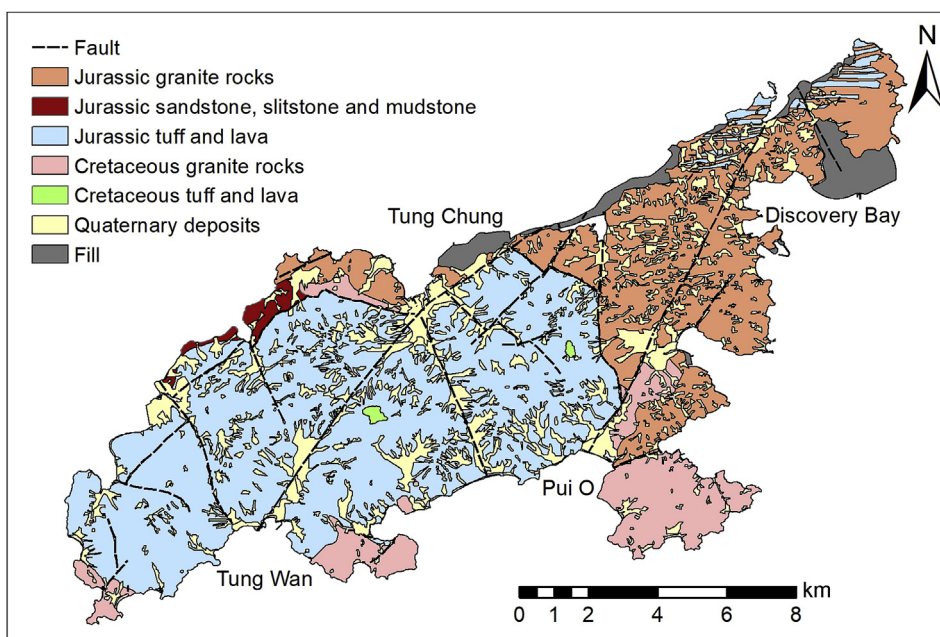 Fault
Jurassic granite rocks
Jurassic sandstone, slitstone and mudstone
Jurassic tuff and lava
Cretaceous granite rocks
Cretaceous tuff and lava
Quaternary deposits
Fill
N
Tung Chung
Discovery Bay
Pui O
Tung Wan
km
0 1 2 4 6 8